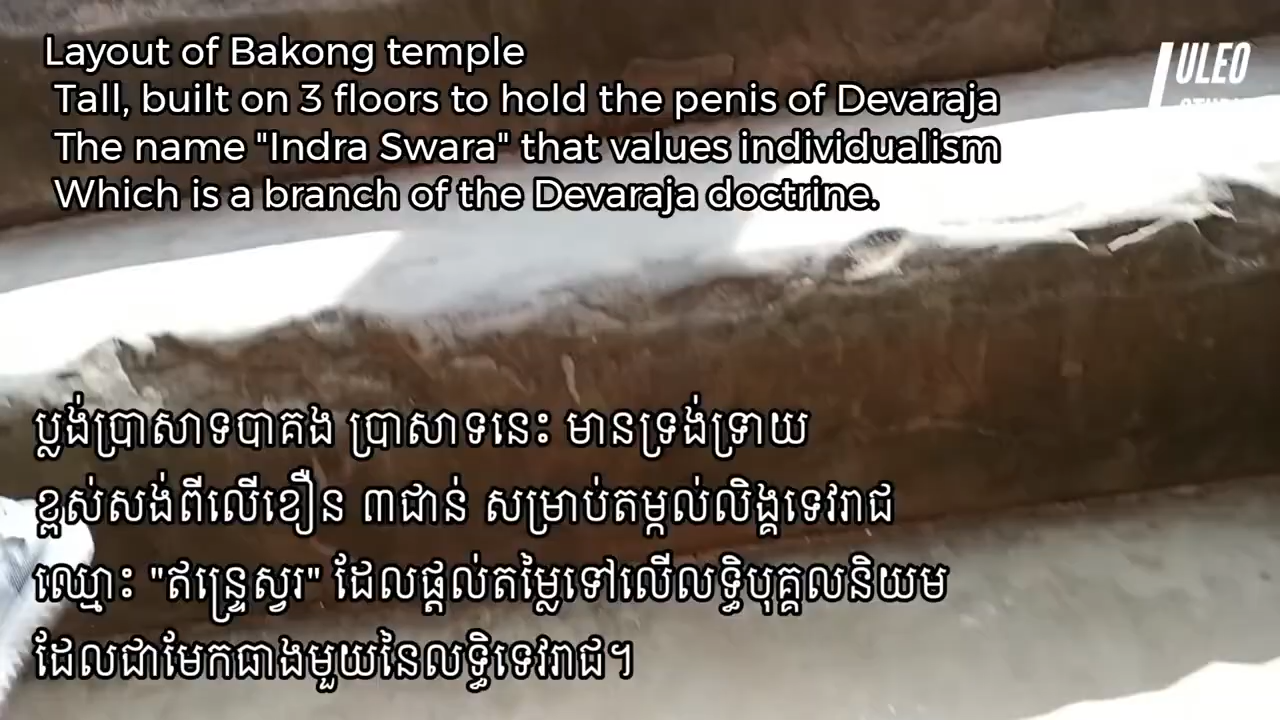 Layout of Bakong temple
Tall, built on 3 floors to hold the penis of Devaraja
The name "Indra Swara" that values individualism
Which is a branch of the Devaraja doctrine.
ULEO
ប្លង់ប្រាសាទបាគង ប្រាសាទនេះ មានទ្រង់ទ្រាយ
ខ្ពស់សង់ពីលើខឿន ៣ជាន់ សម្រាប់តម្កល់លិង្គទេវរាជ
ឈ្មោះ "ឥន្ទ្រេស្វរ" ដែលផ្តល់តម្លៃទៅលើលទ្ធិបុគ្គលនិយម
ដែលជាមែកធាងមួយនៃលទ្ធិទេវរាជ។